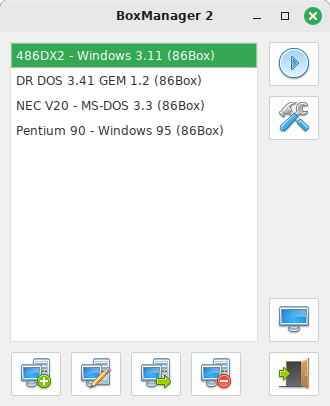 BoxManager 2
486DX2 - Windows 3.11 (86Box)
DR DOS 3.41 GEM 1.2 (86Box)
NEC V20 - MS-DOS 3.3 (86Box)
Pentium 90 - Windows 95 (86Box)